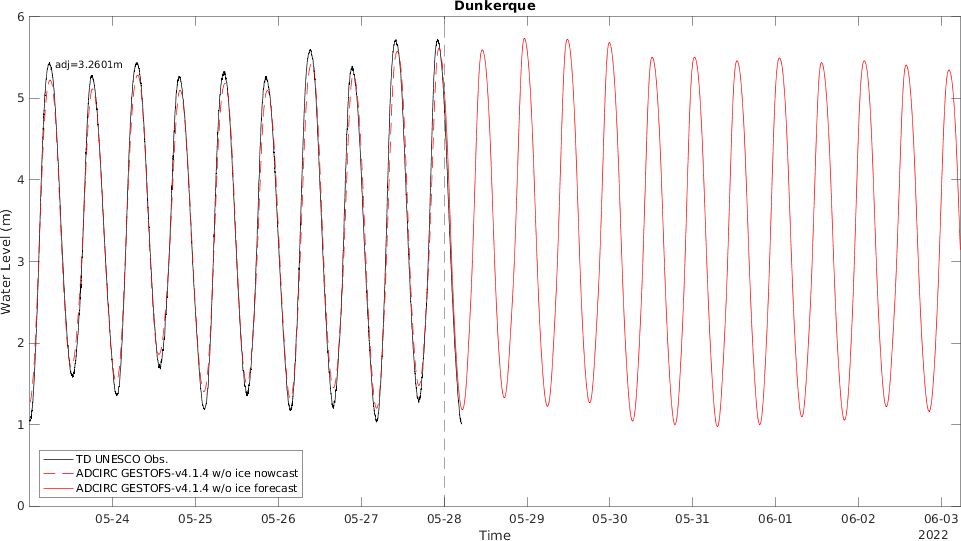 Dunkerque
adj=3.2601m
Water Level (m)
6
5
4
3
2
1
0
TD UNESCO Obs.
ADCIRC GESTOFS-v4.1.4 w/o ice nowcast
ADCIRC GESTOFS-v4.1.4 w/o ice forecast
05-24 05-25 05-26 05-27 05-28 05-29 05-30 05-31 06-01 06-02 06-03
Time
2022